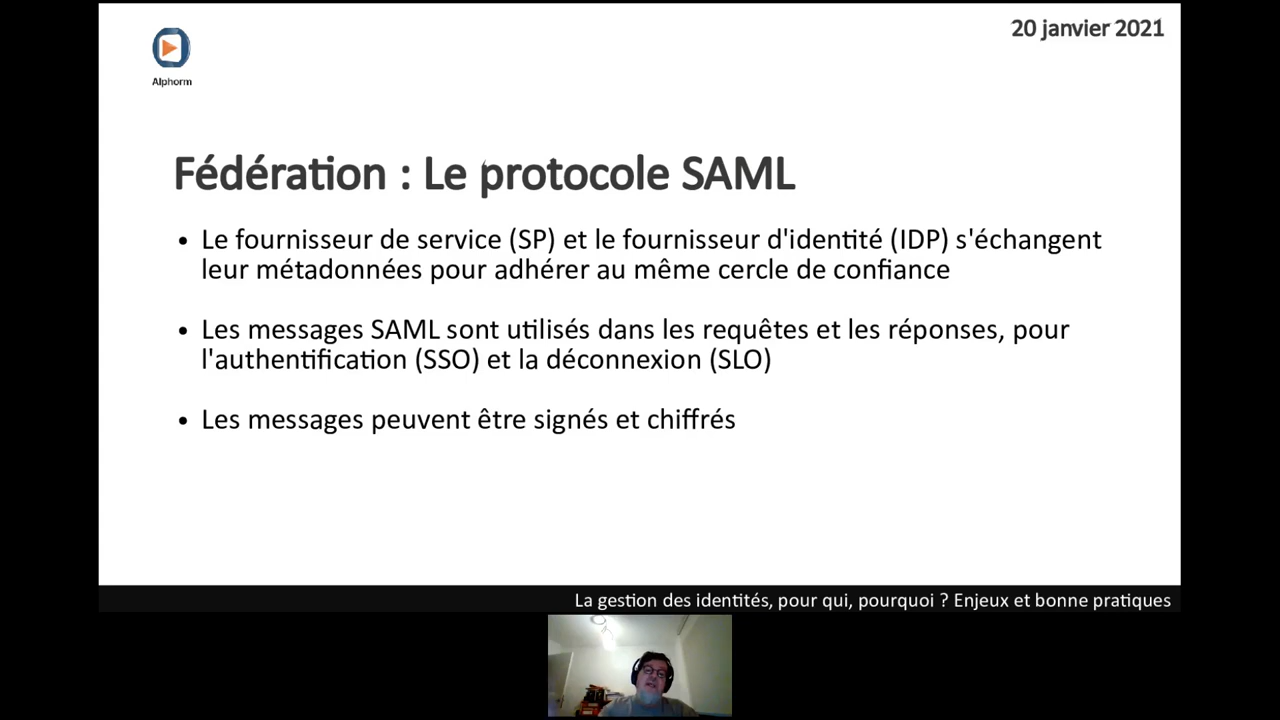 20 janvier 2021
Alphorm
Fédération : Le protocole SAML
• Le fournisseur de service (SP) et le fournisseur d'identité (IDP) s'échangent
leur métadonnées pour adhérer au même cercle de confiance
• Les messages SAML sont utilisés dans les requêtes et les réponses, pour
l'authentification (SSO) et la déconnexion (SLO)
• Les messages peuvent être signés et chiffrés
La gestion des identités, pour qui, pourquoi ? Enjeux et bonne pratiques